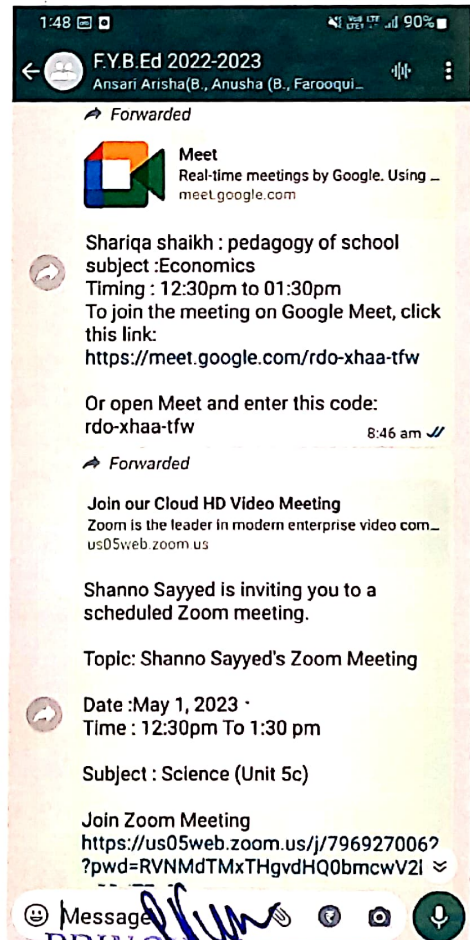 1:48 90%
F.Y.B.Ed 2022-2023
Ansari Arisha(B., Anusha (B., Farooqui_
Forwarded
Meet
Real-time meetings by Google. Using _
meet.google.com
Shariqa shaikh : pedagogy of school
subject :Economics
Timing : 12:30pm to 01:30pm
To join the meeting on Google Meet, click
this link:
https://meet.google.com/rdo-xhaa-tfw
Or open Meet and enter this code:
rdo-xhaa-tfw
8:46 am
Forwarded
Join our Cloud HD Video Meeting
Zoom is the leader in modern enterprise video com_
us05web.zoom.us
Shanno Sayyed is inviting you to a
scheduled Zoom meeting.
Topic: Shanno Sayyed's Zoom Meeting
Date :May 1, 2023
Time : 12:30pm To 1:30 pm
Subject : Science (Unit 5c)
Join Zoom Meeting
https://us05web.zoom.us/j/7969270062
?pwd=RVNMdTMxTHgvdHQ0bmcwV2l
Message